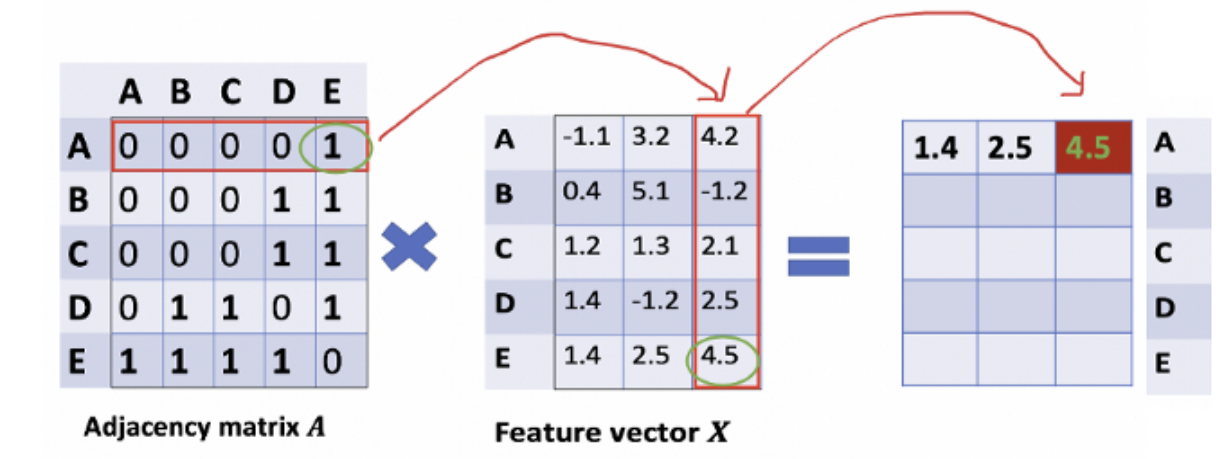 A B C D E
A 0 0 0 0 1
B 0 0 0 1 1
C 0 0 0 1 1
D 0 1 1 0 1
E 1 1 1 1 0
Adjacency matrix A
A -1.1 3.2 4.2
B 0.4 5.1 -1.2
C 1.2 1.3 2.1
D 1.4 -1.2 2.5
E 1.4 2.5 4.5
Feature vector X
1.4 2.5 4.5 A
B
C
D
E